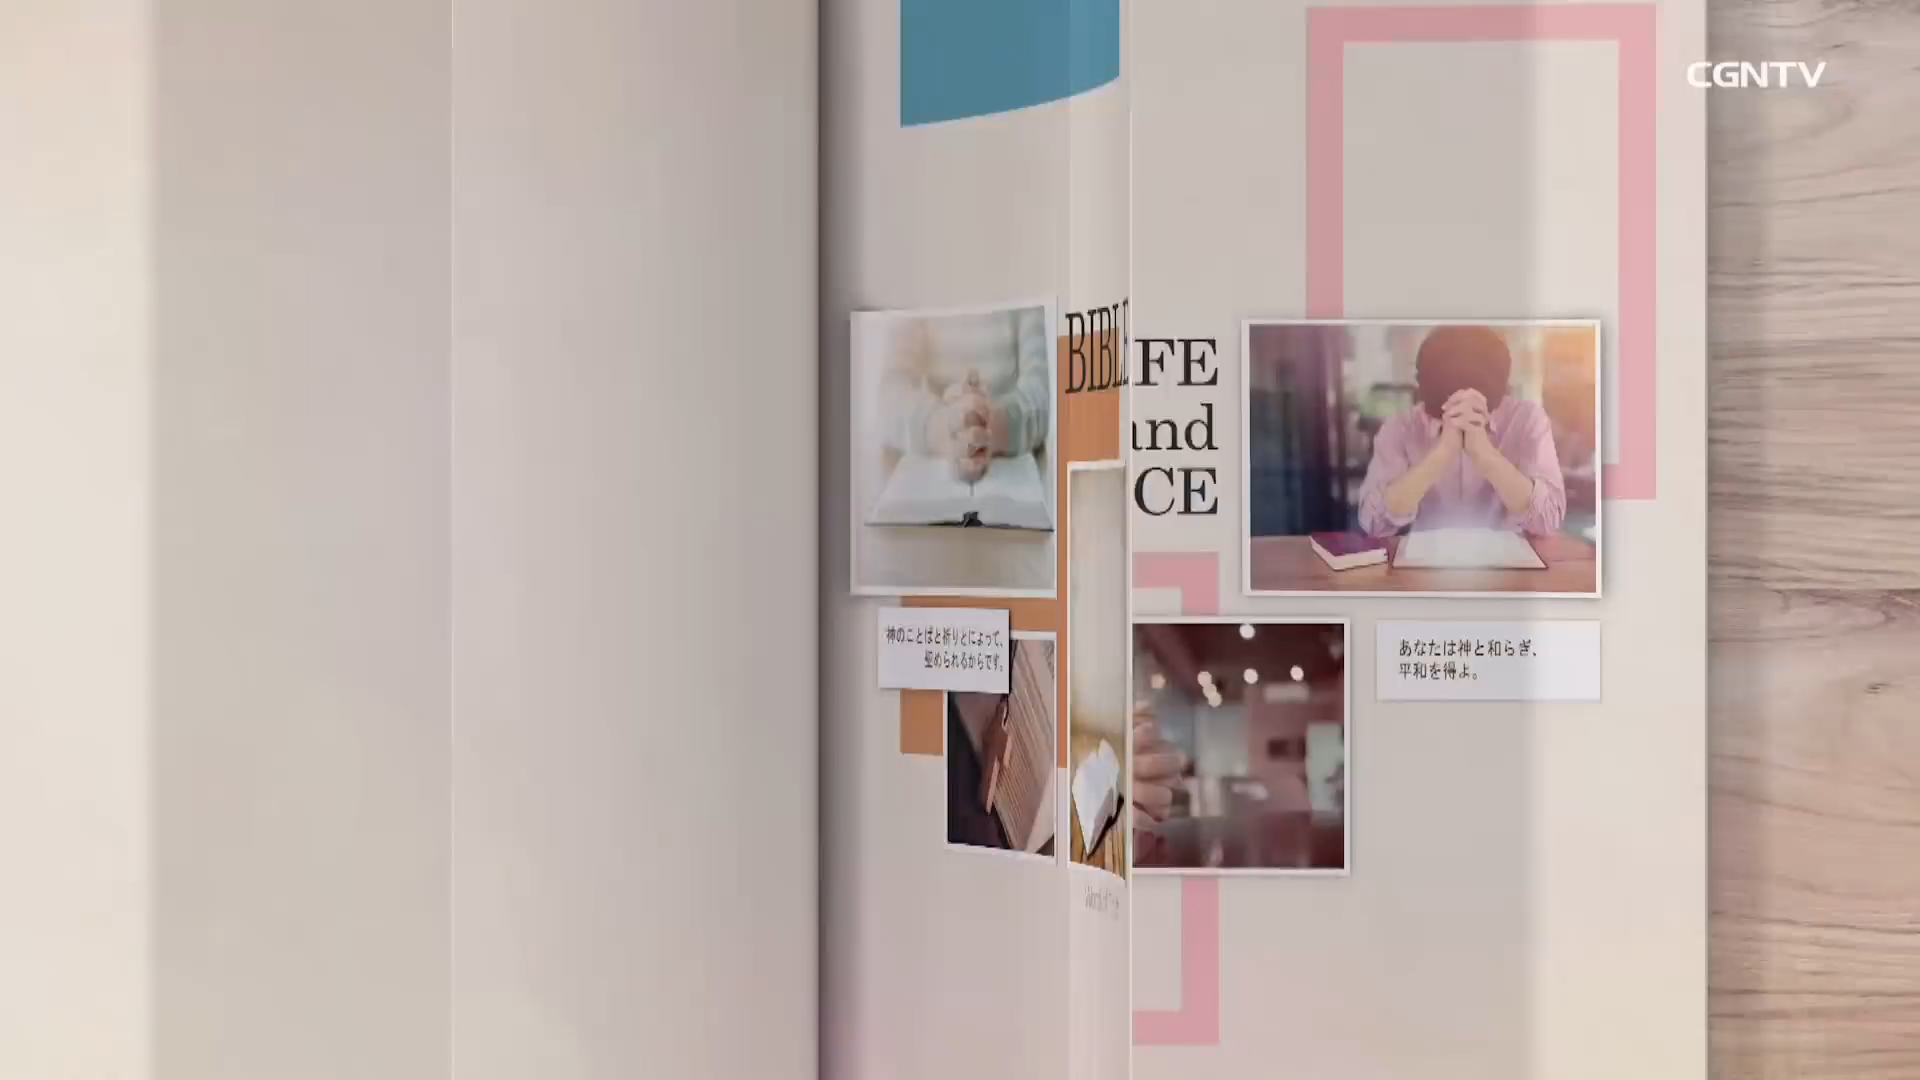 CGNTV
BIBLE
FE
and
CE
神のことばと祈りとによって、
聖められるからです。
あなたは神と和らぎ、
平和を得よ。